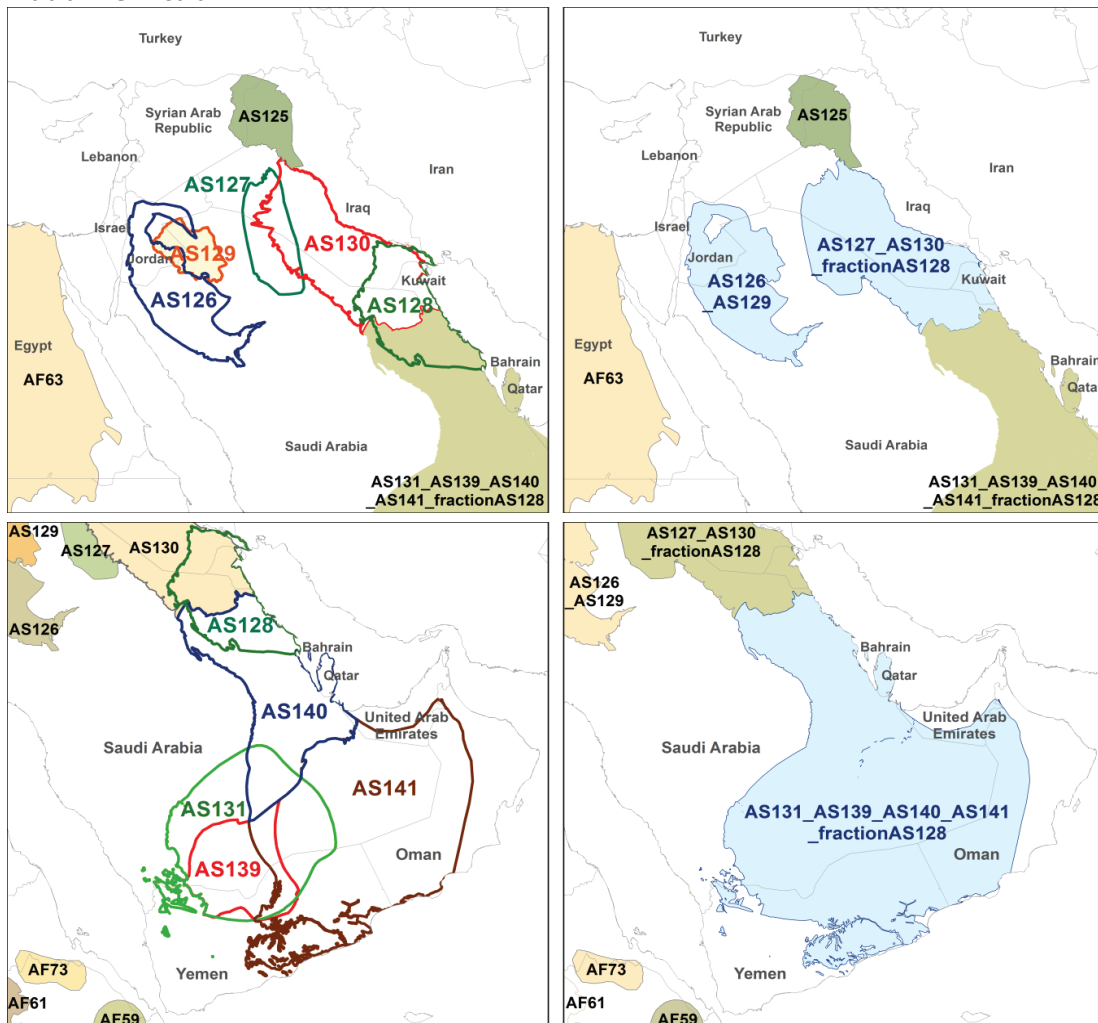 Turkey
Syrian Arab
Republic
AS125
Lebanon
Iran
AS127
Israel
Iraq
AS130
Jordan
AS129
AS126
Kuwait
AS128
Egypt
AF63
Bahrain
Qatar
Saudi Arabia
AS131_AS139_AS140
_AS141_fractionAS128
Turkey
Syrian Arab
Republic
AS125
Lebanon
Iran
Israel
Iraq
AS127_AS130
_fractionAS128
Jordan
AS126
_AS129
Kuwait
Egypt
AF63
Bahrain
Qatar
Saudi Arabia
AS131_AS139_AS140
_AS141_fractionAS128
AS129
AS127
AS130
AS126
AS128
Bahrain
Qatar
AS140
United Arab
Emirates
Saudi Arabia
AS141
AS131
Oman
AS139
Yemen
AF73
AF61
AF59
AS127_AS130
_fractionAS128
AS126
_AS129
Bahrain
Qatar
United Arab
Emirates
Saudi Arabia
AS131_AS139_AS140_AS141
_fractionAS128
Oman
Yemen
AF73
AF61
AF59